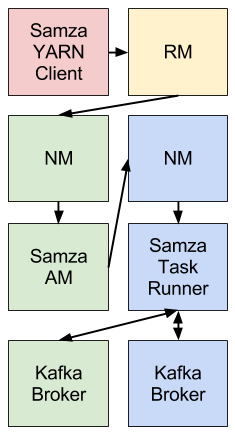 Samza
YARN
Client
RM
NM
NM
Samza
AM
Samza
Task
Runner
Kafka
Broker
Kafka
Broker